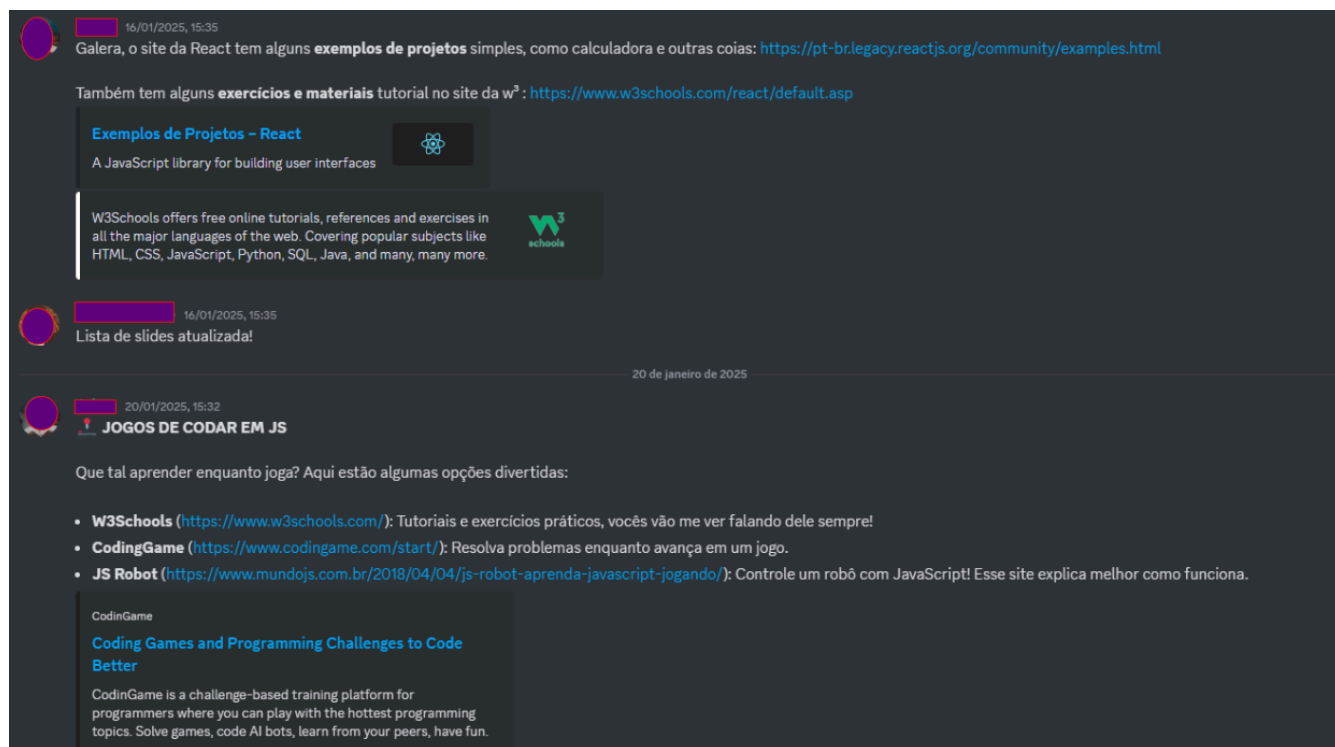 16/01/2025, 15:35
Galera, o site da React tem alguns exemplos de projetos simples, como calculadora e outras coias: https://pt-br.legacy.reactjs.org/community/examples.html
Também tem alguns exercícios e materiais tutorial no site da w³ : https://www.w3schools.com/react/default.asp
Exemplos de Projetos – React
A JavaScript library for building user interfaces
W3Schools offers free online tutorials, references and exercises in
all the major languages of the web. Covering popular subjects like
HTML, CSS, JavaScript, Python, SQL, Java, and many, many more.
W3
schools
16/01/2025, 15:35
Lista de slides atualizada!
20 de janeiro de 2025
20/01/2025, 15:32
JOGOS DE CODAR EM JS
Que tal aprender enquanto joga? Aqui estão algumas opções divertidas:
• W3Schools (https://www.w3schools.com/): Tutoriais e exercícios práticos, vocês vão me ver falando dele sempre!
• CodingGame (https://www.codingame.com/start/): Resolva problemas enquanto avança em um jogo.
• JS Robot (https://www.mundojs.com.br/2018/04/04/js-robot-aprenda-javascript-jogando/): Controle um robô com JavaScript! Esse site explica melhor como funciona.
CodinGame
Coding Games and Programming Challenges to Code
Better
CodinGame is a challenge-based training platform for
programmers where you can play with the hottest programming
topics. Solve games, code AI bots, learn from your peers, have fun.